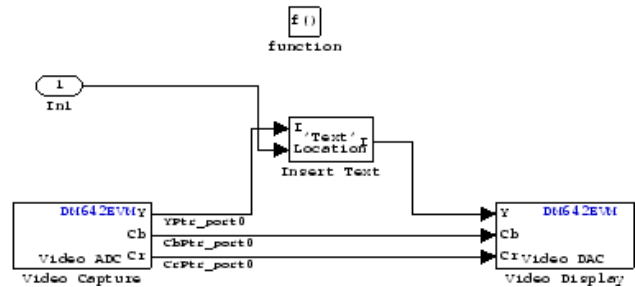 f()
function
1
In1
I
'Text'
I
Location
Insert Text
DM642EVM Y
YPtr_port0
Cb
CbPtr_port0
Video ADC Cr
CrPtr_port0
Video Capture
Y DM642EVM
Cb
Cr Video DAC
Video Display